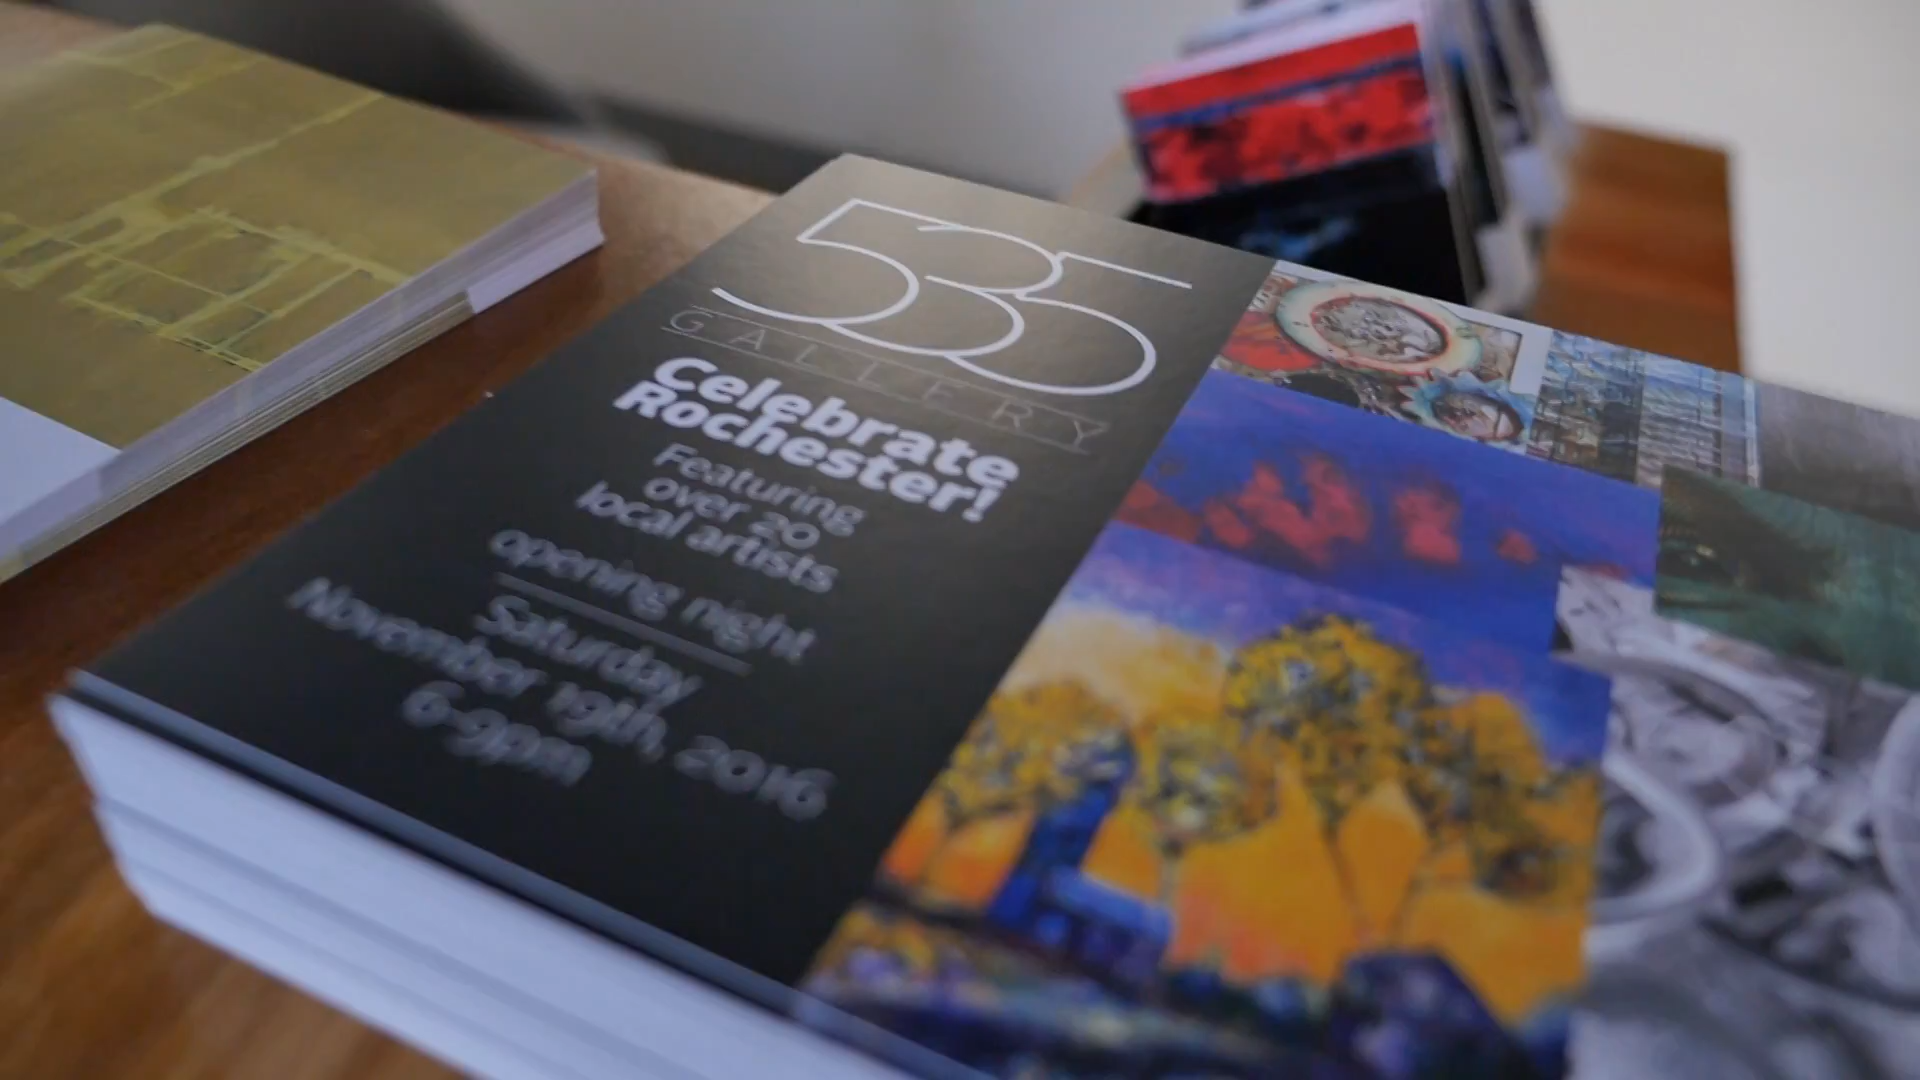 535
GALLERY
Celebrate
Rochester!
Featuring
over 20
local artists
opening night
Saturday
November 19th, 2016
6-9pm